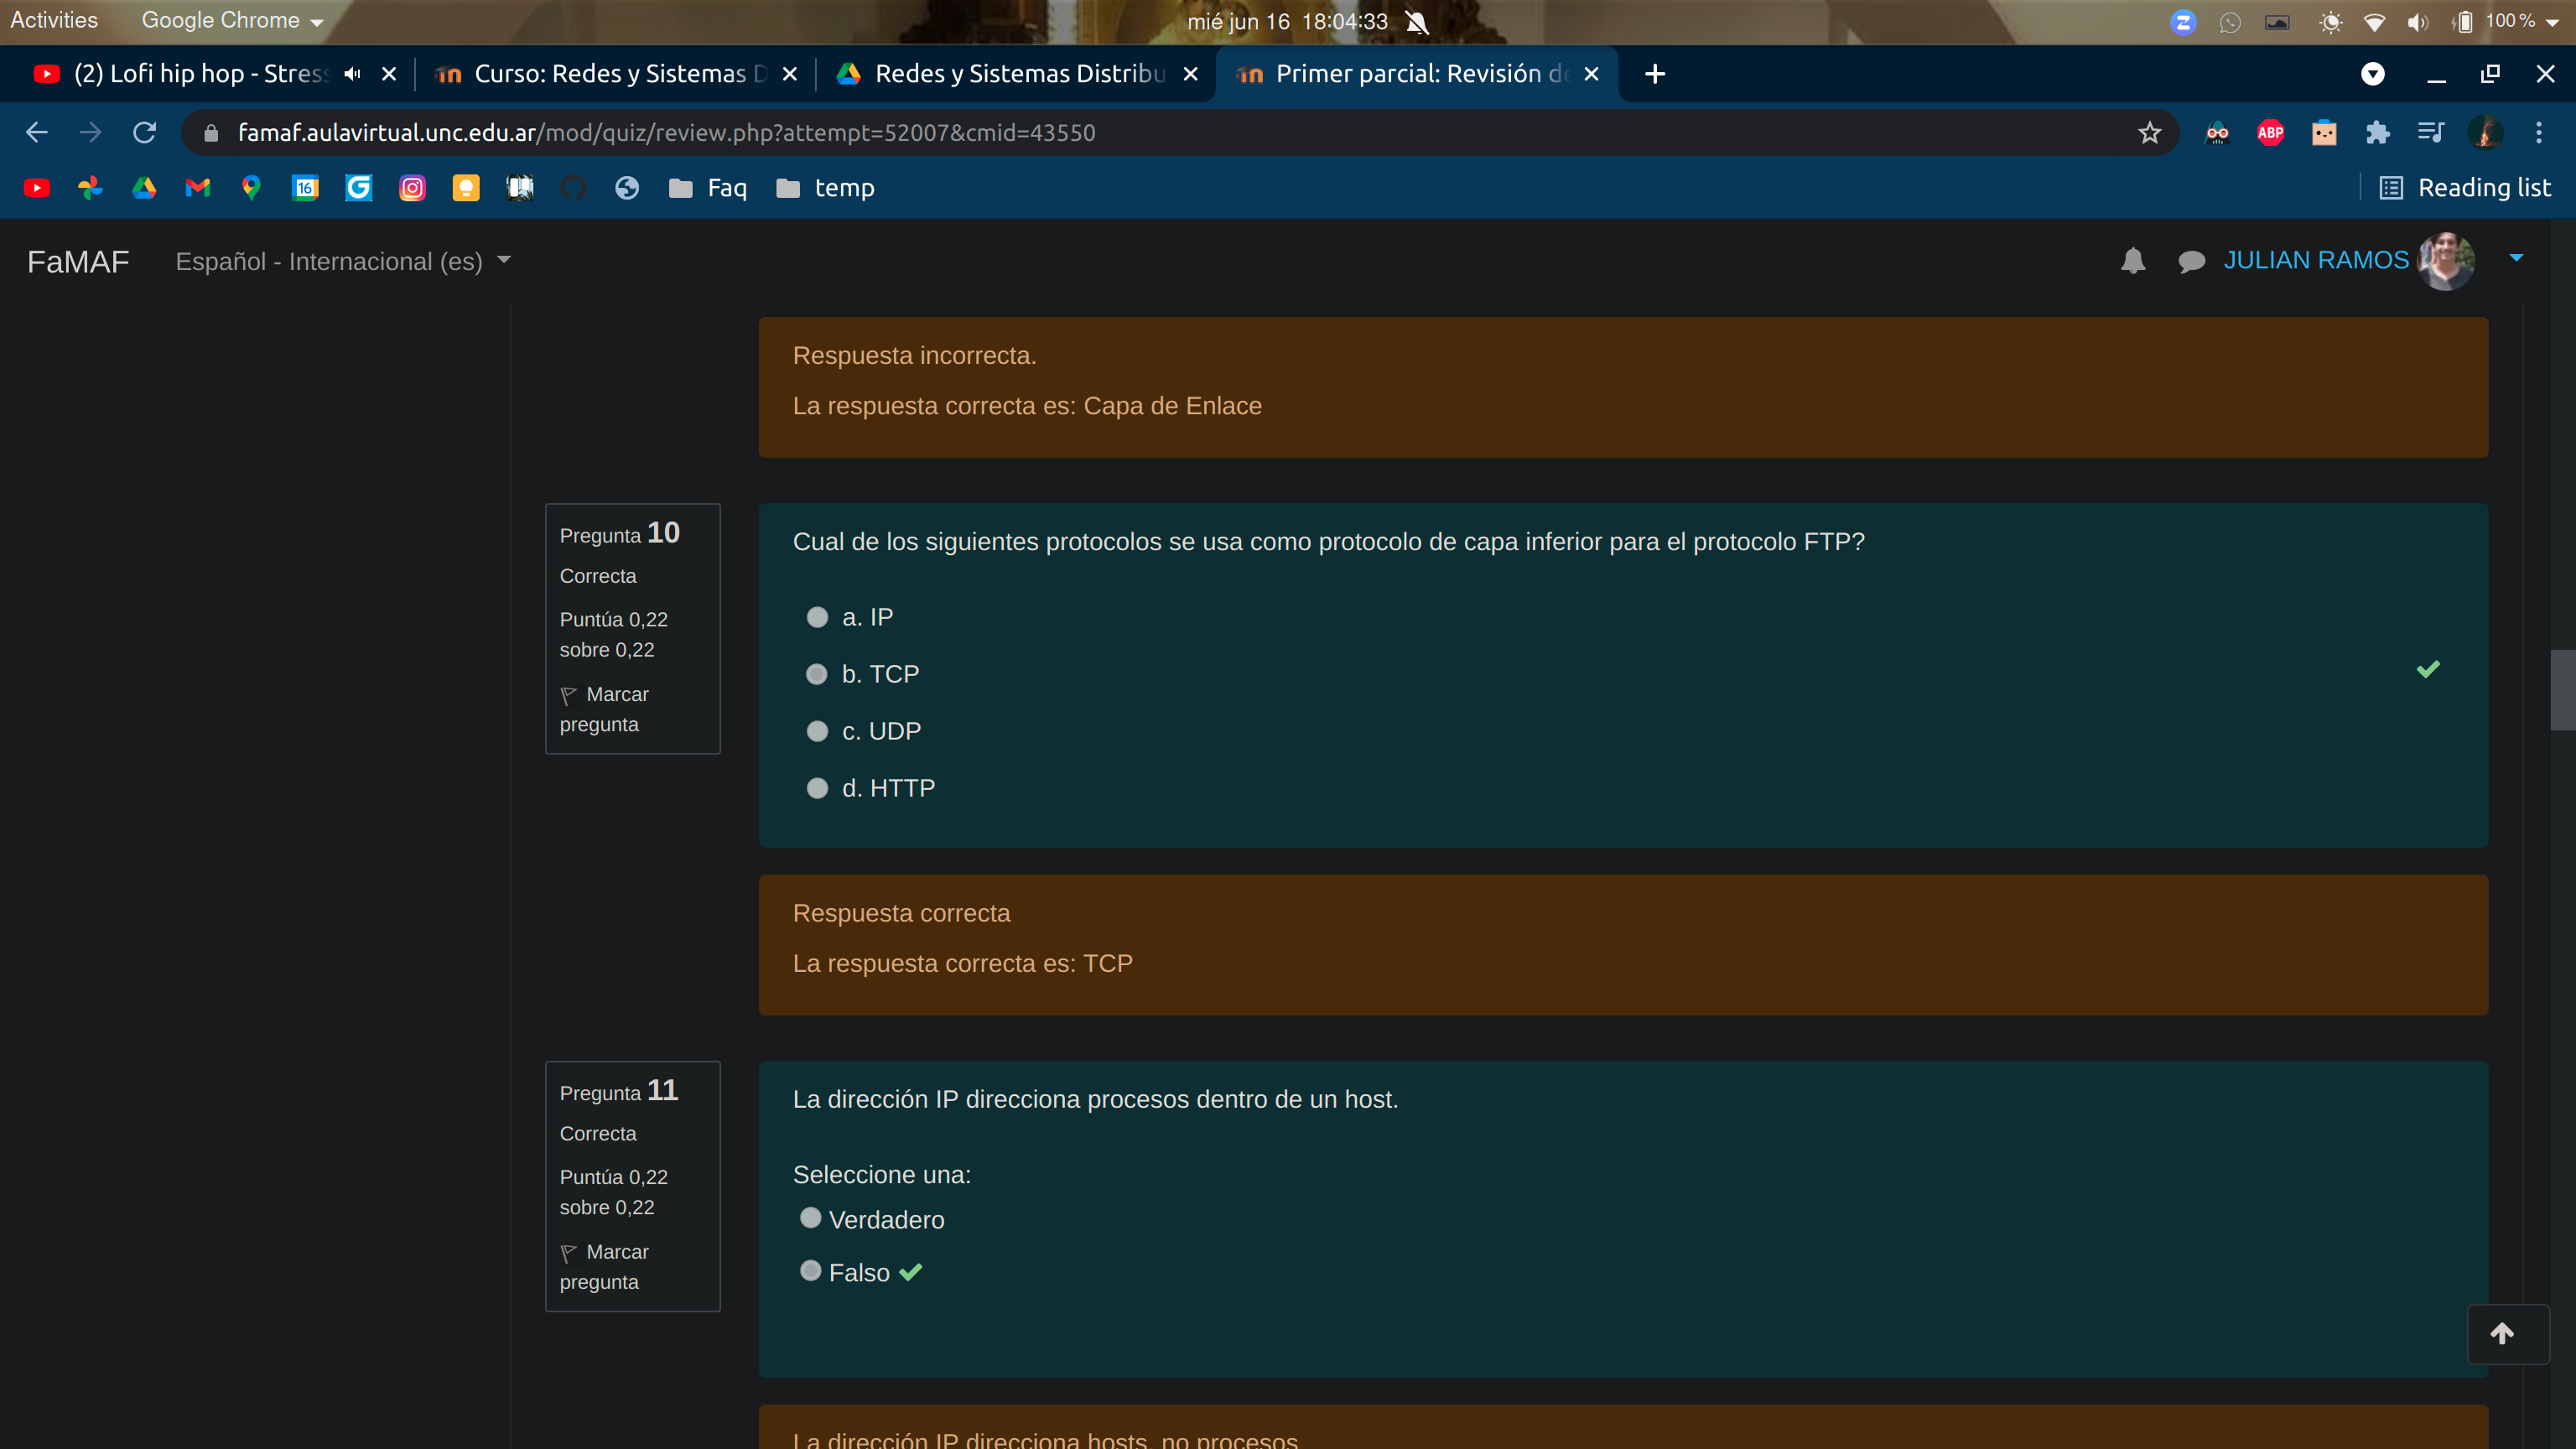 Activities Google Chrome mié jun 16 18:04:33 100 %
(2) Lofi hip hop - Stress Curso: Redes y Sistemas D Redes y Sistemas Distribu Primer parcial: Revisión de
famaf.aulavirtual.unc.edu.ar/mod/quiz/review.php?attempt=52007&cmid=43550 ABP
16 Faq temp Reading list
FaMAF Español - Internacional (es) JULIAN RAMOS
Respuesta incorrecta.
La respuesta correcta es: Capa de Enlace
Pregunta 10
Correcta
Puntúa 0,22
sobre 0,22
Marcar
pregunta
Cual de los siguientes protocolos se usa como protocolo de capa inferior para el protocolo FTP?
a. IP
b. TCP
c. UDP
d. HTTP
Respuesta correcta
La respuesta correcta es: TCP
Pregunta 11
Correcta
Puntúa 0,22
sobre 0,22
Marcar
pregunta
La dirección IP direcciona procesos dentro de un host.
Seleccione una:
Verdadero
Falso
La dirección IP direcciona hosts, no procesos